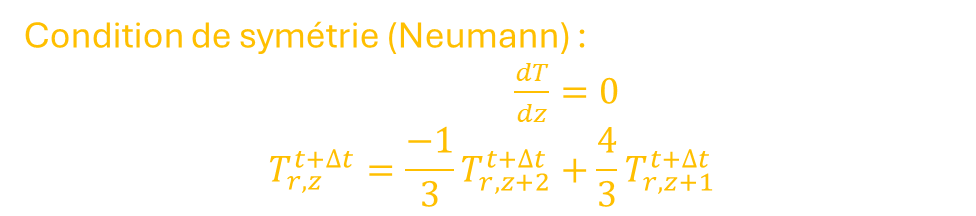 Condition de symétrie (Neumann) :
dT/dz = 0
T_{r,z}^{t+Δt} = -1/3 T_{r,z+2}^{t+Δt} + 4/3 T_{r,z+1}^{t+Δt}